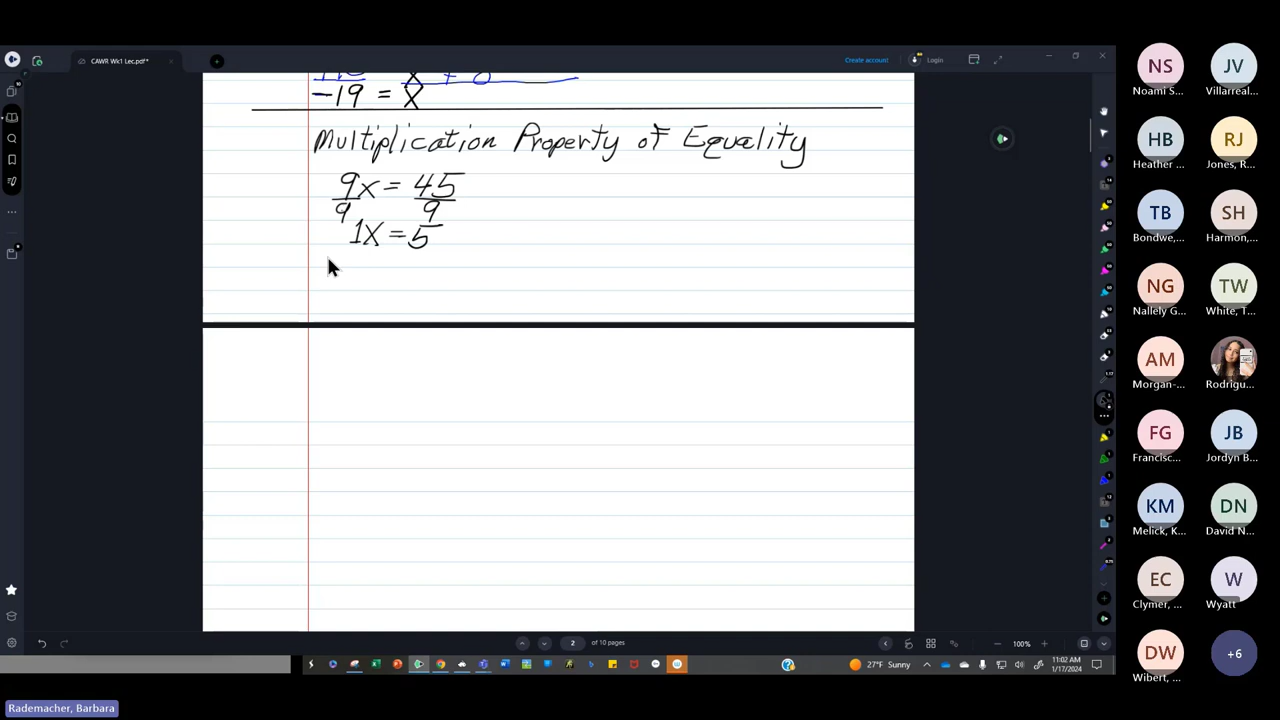 CAWR Wk1 Lec.pdf*
Create account
Login
-19 = x
Multiplication Property of Equality
9x = 45
9 9
1x = 5
2 of 10 pages
100%
27°F Sunny
11:02 AM
1/17/2024
Rademacher, Barbara
NS
Noami S...
JV
Villarreal...
HB
Heather ...
RJ
Jones, R...
TB
Bondwe,...
SH
Harmon,...
NG
Nallely G...
TW
White, T...
AM
Morgan-...
Rodrigu...
FG
Francisc...
JB
Jordyn B...
KM
Melick, K...
DN
David N...
EC
Clymer, ...
W
Wyatt
DW
Wibert, ...
+6